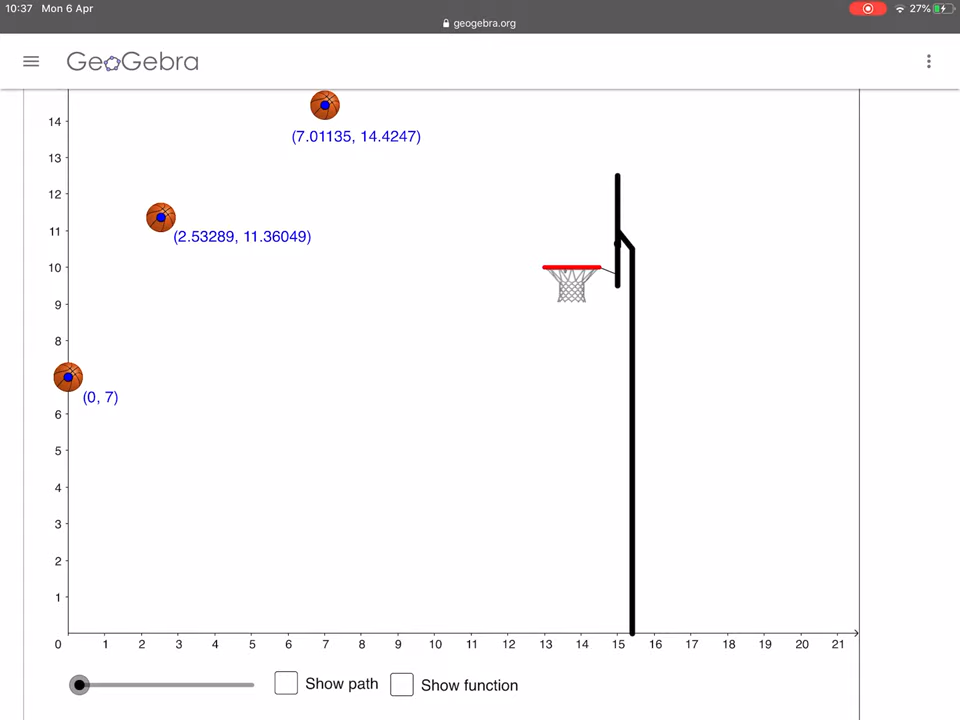 10:37 Mon 6 Apr
27%
geogebra.org
GeoGebra
14
(7.01135, 14.4247)
13
12
11
(2.53289, 11.36049)
10
9
8
(0, 7)
6
5
4
3
2
1
0 1 2 3 4 5 6 7 8 9 10 11 12 13 14 15 16 17 18 19 20 21
Show path
Show function